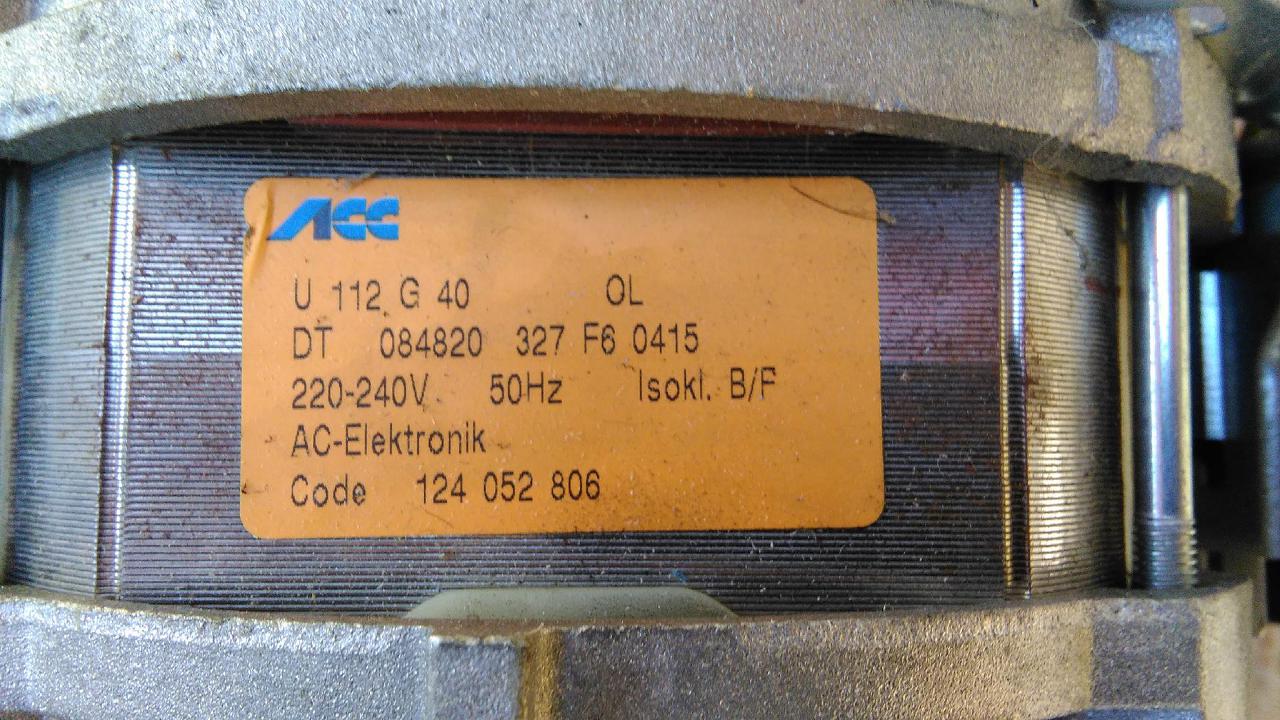 ACC
U 112 G 40 OL
DT 084820 327 F6 0415
220-240V 50Hz Isokl. B/F
AC-Elektronik
Code 124 052 806